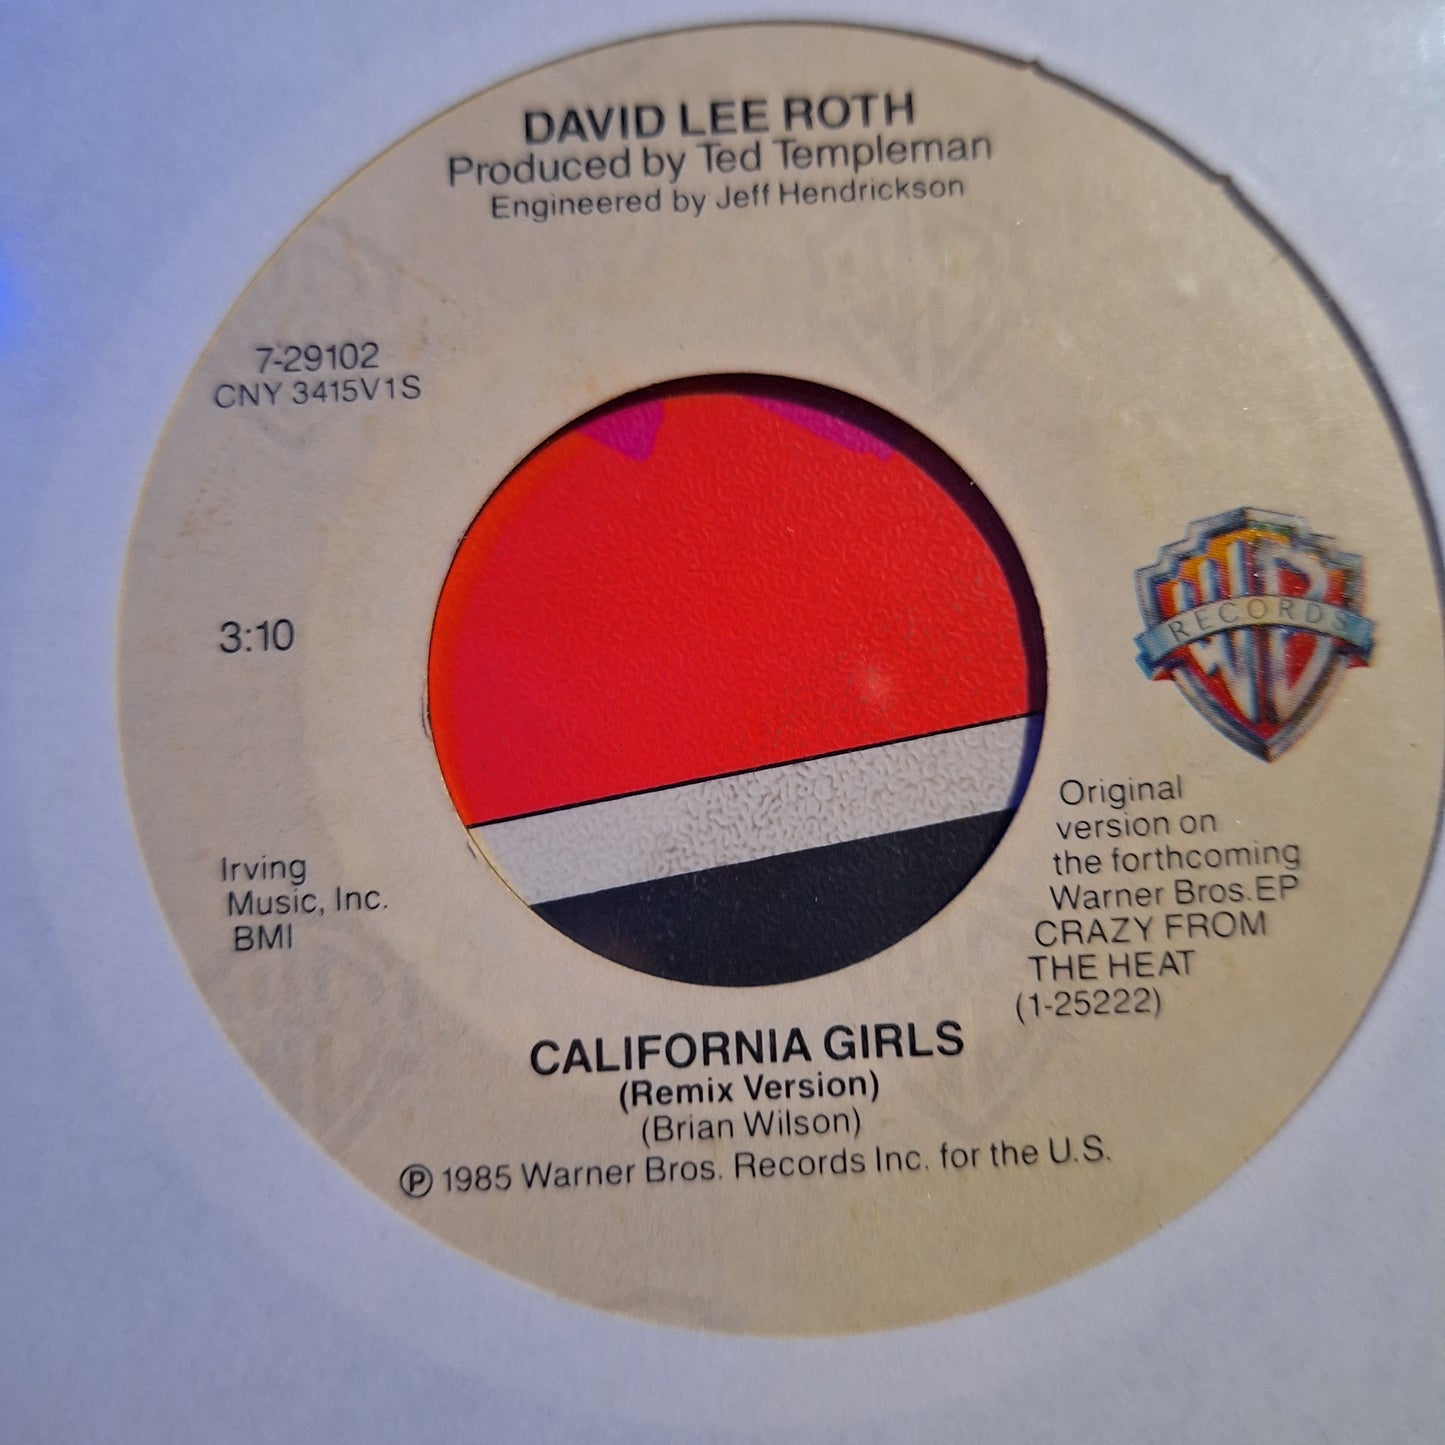 DAVID LEE ROTH
Produced by Ted Templeman
Engineered by Jeff Hendrickson
7-29102
CNY 3415V1S
3:10
RECORDS
Irving
Music, Inc.
BMI
Original
version on
the forthcoming
Warner Bros.EP
CRAZY FROM
THE HEAT
(1-25222)
CALIFORNIA GIRLS
(Remix Version)
(Brian Wilson)
℗ 1985 Warner Bros. Records Inc. for the U.S.